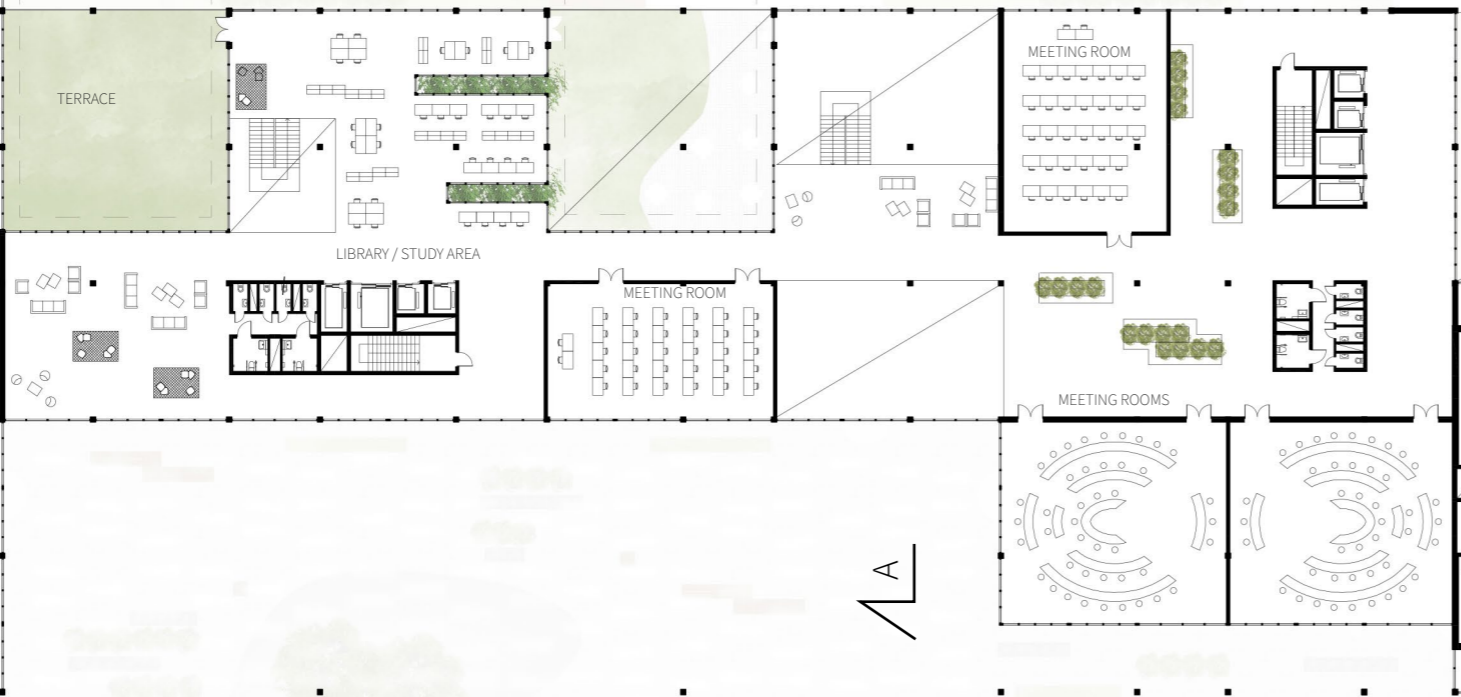 MEETING ROOM
TERRACE
LIBRARY / STUDY AREA
MEETING ROOM
MEETING ROOMS
A